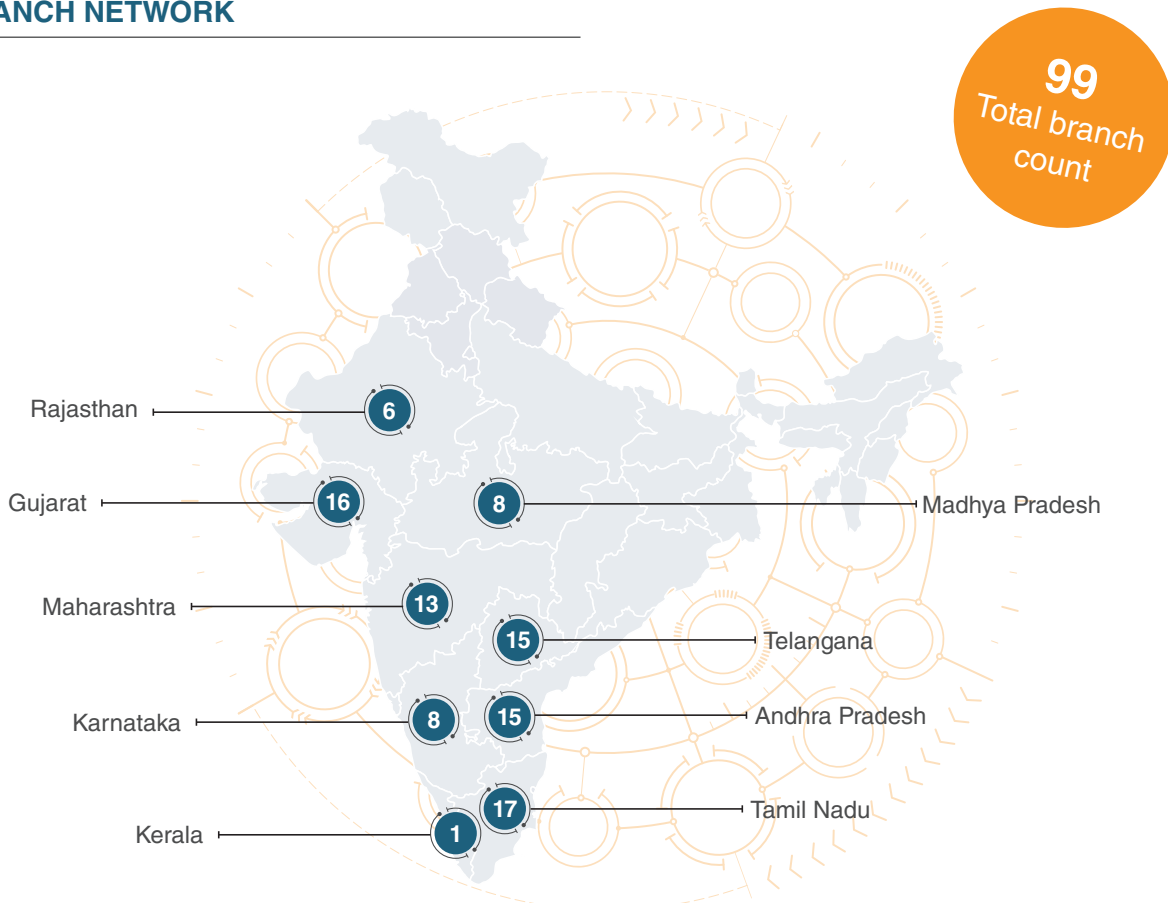 ANCH NETWORK
99
Total branch
count
Rajasthan
6
Gujarat
16
8
Madhya Pradesh
Maharashtra
13
15
Telangana
Karnataka
8
15
Andhra Pradesh
17
Tamil Nadu
Kerala
1